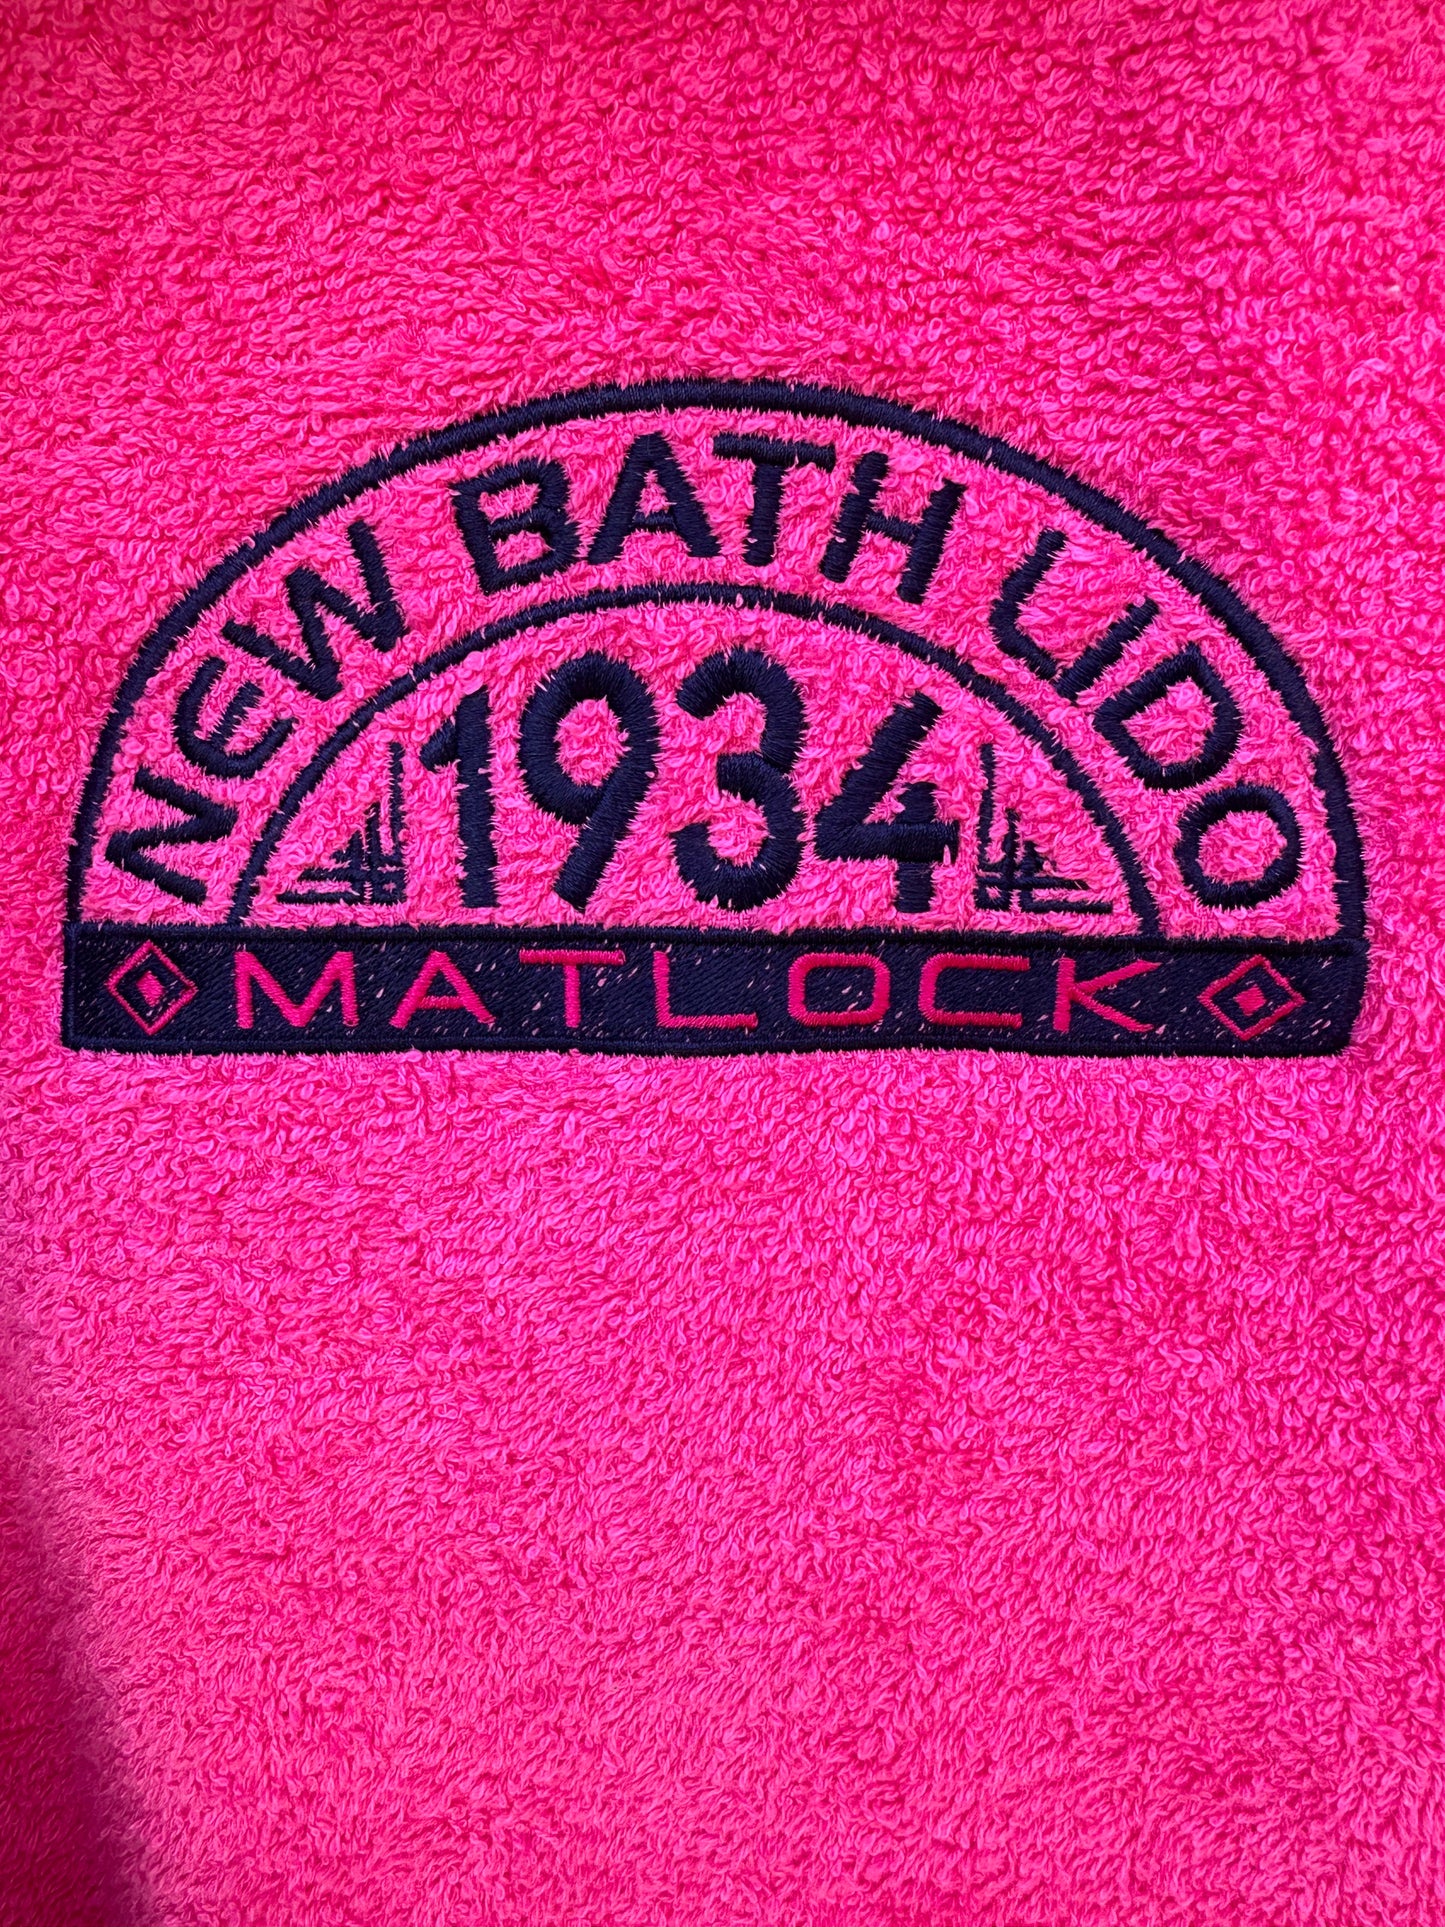 NEW BATH LIDO
1934
MATLOCK